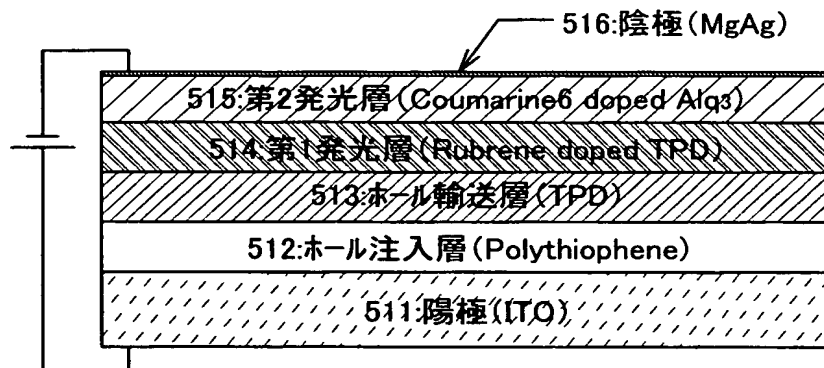 516:陰極(MgAg)
515:第2発光層(Coumarine6 doped Alq3)
514:第1発光層(Rubrene doped TPD)
513:ホール輸送層(TPD)
512:ホール注入層(Polythiophene)
511:陽極(ITO)